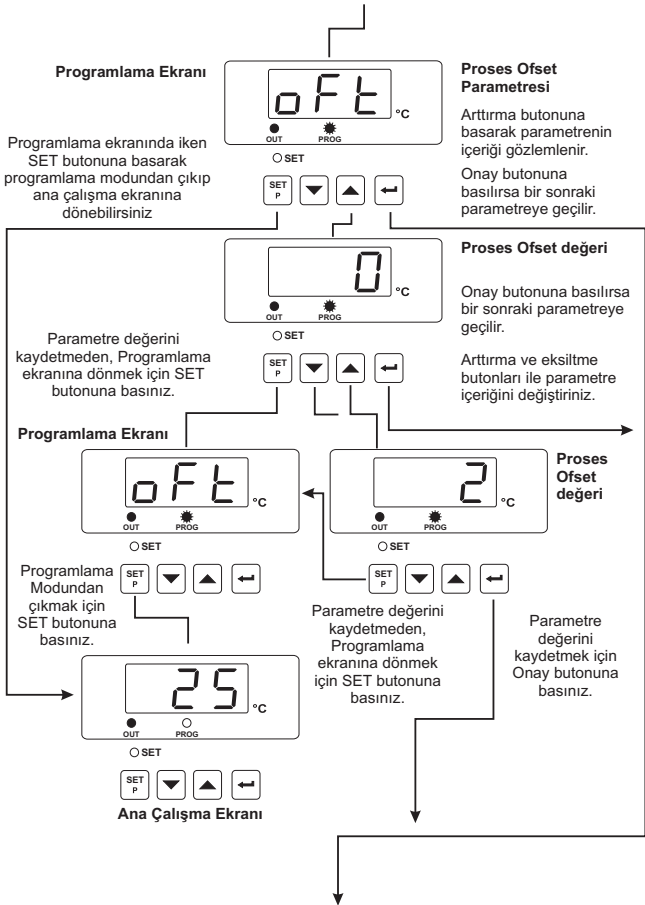 Programlama Ekranı
oFt
°C
OUT
PROG
SET
SET
P
Proses Ofset
Parametresi
Arttırma butonuna
basarak parametrenin
içeriği gözlemlenir.
Onay butonuna
basılırsa bir sonraki
parametreye geçilir.
Programlama ekranında iken
SET butonuna basarak
programlama modundan çıkıp
ana çalışma ekranına
dönebilirsiniz
0
°C
OUT
PROG
SET
SET
P
Proses Ofset değeri
Onay butonuna basılırsa
bir sonraki parametreye
geçilir.
Arttırma ve eksiltme
butonları ile parametre
içeriğini değiştiriniz.
Parametre değerini
kaydetmeden, Programlama
ekranına dönmek için SET
butonuna basınız.
Programlama Ekranı
oFt
°C
OUT
PROG
SET
SET
P
2
°C
OUT
PROG
SET
SET
P
Proses
Ofset
değeri
Programlama
Modundan
çıkmak için
SET butonuna
basınız.
Parametre değerini
kaydetmeden,
Programlama
ekranına dönmek
için SET butonuna
basınız.
Parametre
değerini
kaydetmek için
Onay butonuna
basınız.
25
°C
OUT
PROG
SET
SET
P
Ana Çalışma Ekranı